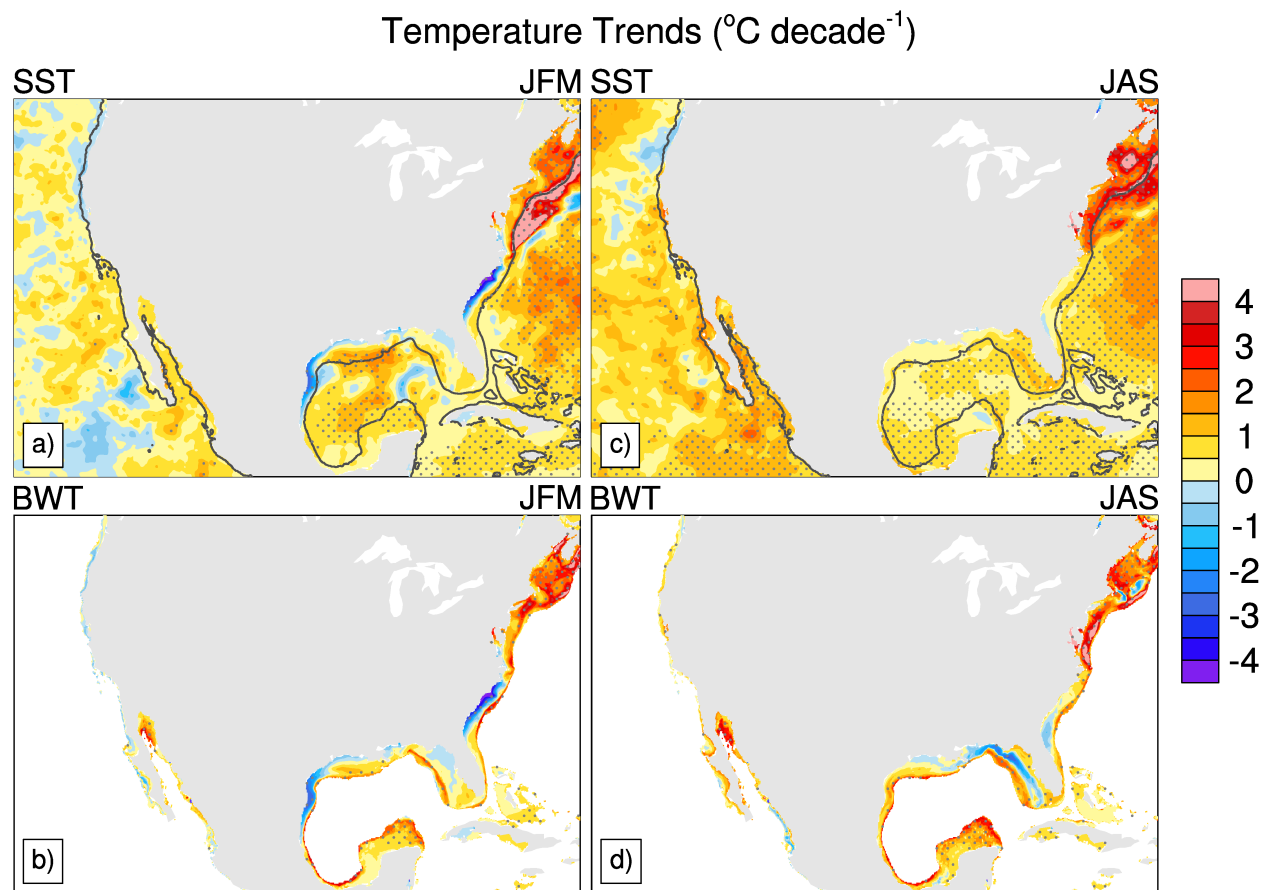 Temperature Trends (°C decade⁻¹)
SST JFM SST JAS
a) c)
BWT JFM BWT JAS
b) d)
4
3
2
1
0
-1
-2
-3
-4